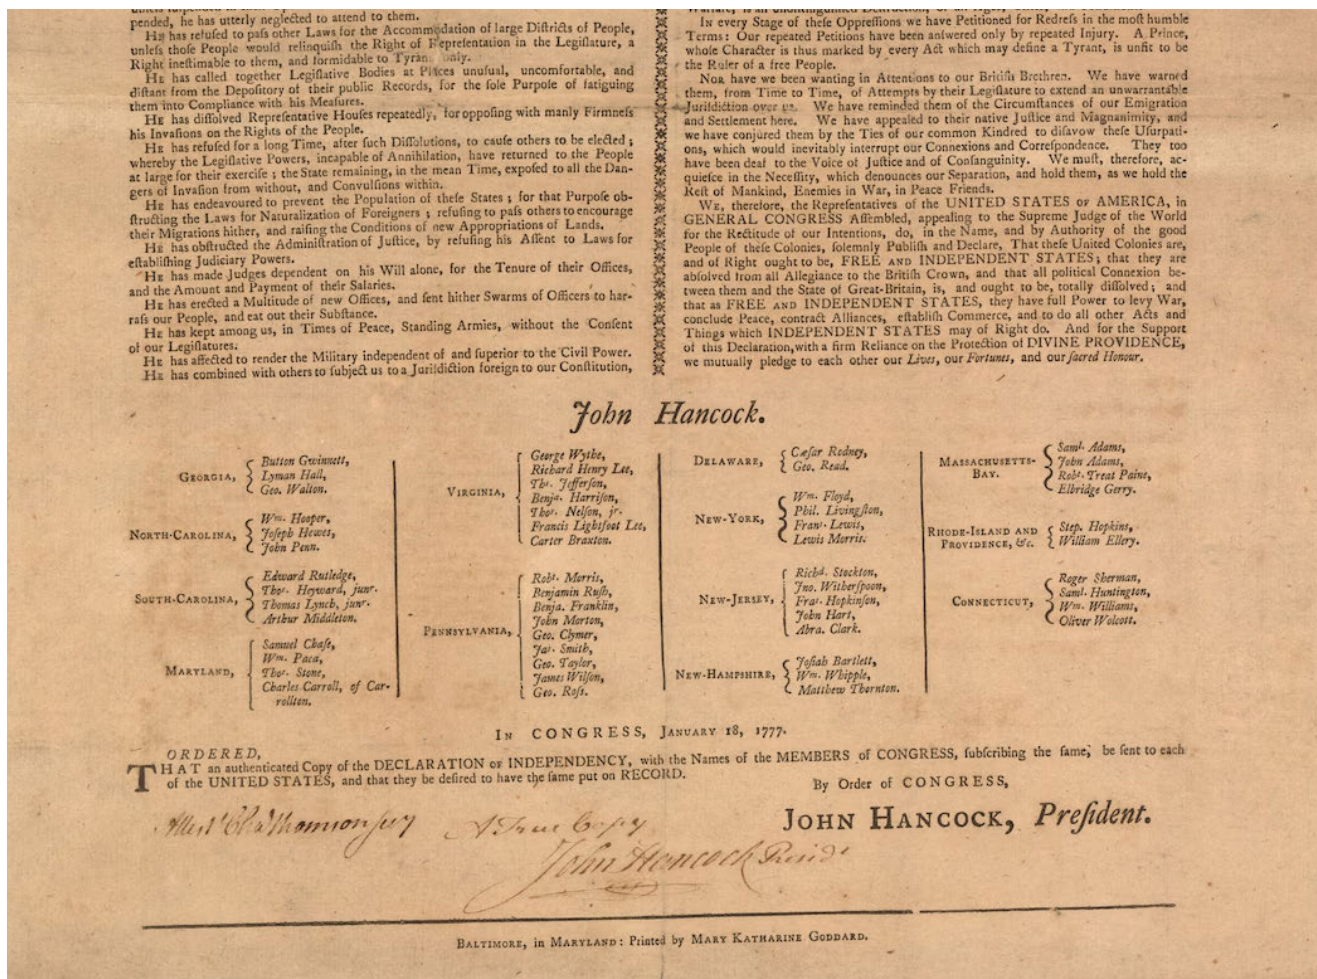 pended, he has utterly neglected to attend to them.
HE has refuſed to paſs other Laws for the Accommodation of large Diſtricts of People,
unleſs thoſe People would relinquiſh the Right of Repreſentation in the Legiſlature, a
Right ineſtimable to them, and formidable to Tyrants only.
HE has called together Legiſlative Bodies at Places unuſual, uncomfortable, and
diſtant from the Depoſitory of their public Records, for the ſole Purpoſe of fatiguing
them into Compliance with his Meaſures.
HE has diſſolved Repreſentative Houſes repeatedly, for oppoſing with manly Firmneſs
his Invaſions on the Rights of the People.
HE has refuſed for a long Time, after ſuch Diſſolutions, to cauſe others to be elected ;
whereby the Legiſlative Powers, incapable of Annihilation, have returned to the People
at large for their exerciſe ; the State remaining, in the mean Time, expoſed to all the Dan-
gers of Invaſion from without, and Convulſions within.
HE has endeavoured to prevent the Population of theſe States ; for that Purpoſe ob-
ſtructing the Laws for Naturalization of Foreigners ; refuſing to paſs others to encourage
their Migrations hither, and raiſing the Conditions of new Appropriations of Lands.
HE has obſtructed the Adminiſtration of Juſtice, by refuſing his Aſſent to Laws for
eſtabliſhing Judiciary Powers.
HE has made Judges dependent on his Will alone, for the Tenure of their Offices,
and the Amount and Payment of their Salaries.
HE has erected a Multitude of new Offices, and ſent hither Swarms of Officers to har-
raſs our People, and eat out their Subſtance.
HE has kept among us, in Times of Peace, Standing Armies, without the Conſent
of our Legiſlatures.
HE has affected to render the Military independent of and ſuperior to the Civil Power.
HE has combined with others to ſubject us to a Juriſdiction foreign to our Conſtitution,
IN every Stage of theſe Oppreſſions we have Petitioned for Redreſs in the moſt humble
Terms: Our repeated Petitions have been anſwered only by repeated Injury. A Prince,
whoſe Character is thus marked by every Act which may define a Tyrant, is unfit to be
the Ruler of a free People.
NOR have we been wanting in Attentions to our Britiſh Brethren. We have warned
them, from Time to Time, of Attempts by their Legiſlature to extend an unwarrantable
Juriſdiction over us. We have reminded them of the Circumſtances of our Emigration
and Settlement here. We have appealed to their native Juſtice and Magnanimity, and
we have conjured them by the Ties of our common Kindred to diſavow theſe Uſurpati-
ons, which would inevitably interrupt our Connexions and Correſpondence. They too
have been deaf to the Voice of Juſtice and of Conſanguinity. We muſt, therefore, ac-
quieſce in the Neceſſity, which denounces our Separation, and hold them, as we hold the
Reſt of Mankind, Enemies in War, in Peace Friends.
WE, therefore, the Repreſentatives of the UNITED STATES OF AMERICA, in
GENERAL CONGRESS Aſſembled, appealing to the Supreme Judge of the World
for the Rectitude of our Intentions, do, in the Name, and by Authority of the good
People of theſe Colonies, ſolemnly Publiſh and Declare, That theſe United Colonies are,
and of Right ought to be, FREE AND INDEPENDENT STATES; that they are
abſolved from all Allegiance to the Britiſh Crown, and that all political Connexion be-
tween them and the State of Great-Britain, is, and ought to be, totally diſſolved ; and
that as FREE AND INDEPENDENT STATES, they have full Power to levy War,
conclude Peace, contract Alliances, eſtabliſh Commerce, and to do all other Acts and
Things which INDEPENDENT STATES may of Right do. And for the Support
of this Declaration, with a firm Reliance on the Protection of DIVINE PROVIDENCE,
we mutually pledge to each other our Lives, our Fortunes, and our ſacred Honour.
John Hancock.
GEORGIA,
Button Gwinnett,
Lyman Hall,
Geo. Walton.
NORTH-CAROLINA,
Wm. Hooper,
Joſeph Hewes,
John Penn.
SOUTH-CAROLINA,
Edward Rutledge,
Thos. Heyward, junr.
Thomas Lynch, junr.
Arthur Middleton.
MARYLAND,
Samuel Chaſe,
Wm. Paca,
Thos. Stone,
Charles Carroll, of Car-
rollton.
VIRGINIA,
George Wythe,
Richard Henry Lee,
Ths. Jefferſon,
Benja. Harriſon,
Thos. Nelſon, jr.
Francis Lightfoot Lee,
Carter Braxton.
PENNSYLVANIA,
Robt. Morris,
Benjamin Ruſh,
Benja. Franklin,
John Morton,
Geo. Clymer,
Jas. Smith,
Geo. Taylor,
James Wilſon,
Geo. Roſs.
DELAWARE,
Cæſar Rodney,
Geo. Read.
NEW-YORK,
Wm. Floyd,
Phil. Livingſton,
Frans. Lewis,
Lewis Morris.
NEW-JERSEY,
Richd. Stockton,
Jno. Witherſpoon,
Fras. Hopkinſon,
John Hart,
Abra. Clark.
NEW-HAMPSHIRE,
Joſiah Bartlett,
Wm. Whipple,
Matthew Thornton.
MASSACHUSETTS-
BAY.
Saml. Adams,
John Adams,
Robt. Treat Paine,
Elbridge Gerry.
RHODE-ISLAND AND
PROVIDENCE, &c.
Step. Hopkins,
William Ellery.
CONNECTICUT,
Roger Sherman,
Saml. Huntington,
Wm. Williams,
Oliver Wolcott.
IN CONGRESS, JANUARY 18, 1777.
ORDERED,
THAT an authenticated Copy of the DECLARATION OF INDEPENDENCY, with the Names of the MEMBERS of CONGRESS, ſubſcribing the ſame, be ſent to each
of the UNITED STATES, and that they be deſired to have the ſame put on RECORD.
By Order of CONGRESS,
JOHN HANCOCK, Preſident.
Attest Chas Thomson secy A True Copy
John Hancock Presidt
BALTIMORE, in MARYLAND: Printed by MARY KATHARINE GODDARD.